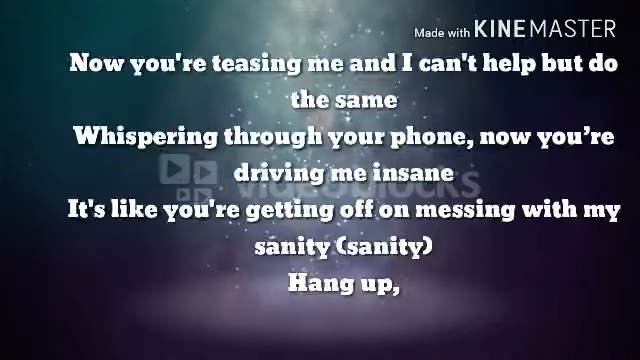 Made with KINEMASTER
Now you're teasing me and I can't help but do
the same
Whispering through your phone, now you’re
driving me insane
videoblocks
It's like you're getting off on messing with my
sanity (sanity)
Hang up,